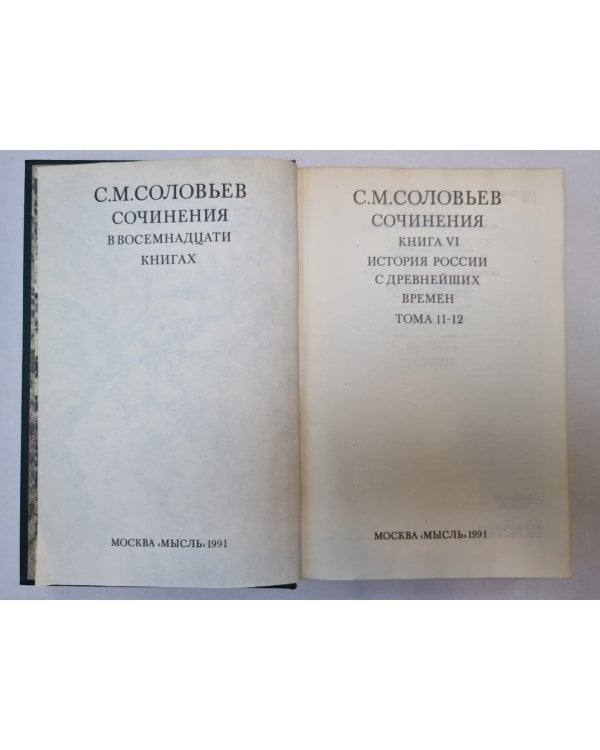 С.М.СОЛОВЬЕВ
СОЧИНЕНИЯ
В ВОСЕМНАДЦАТИ
КНИГАХ
МОСКВА «МЫСЛЬ» 1991
С.М.СОЛОВЬЕВ
СОЧИНЕНИЯ
КНИГА VI
ИСТОРИЯ РОССИИ
С ДРЕВНЕЙШИХ
ВРЕМЕН
ТОМА 11-12
МОСКВА «МЫСЛЬ» 1991